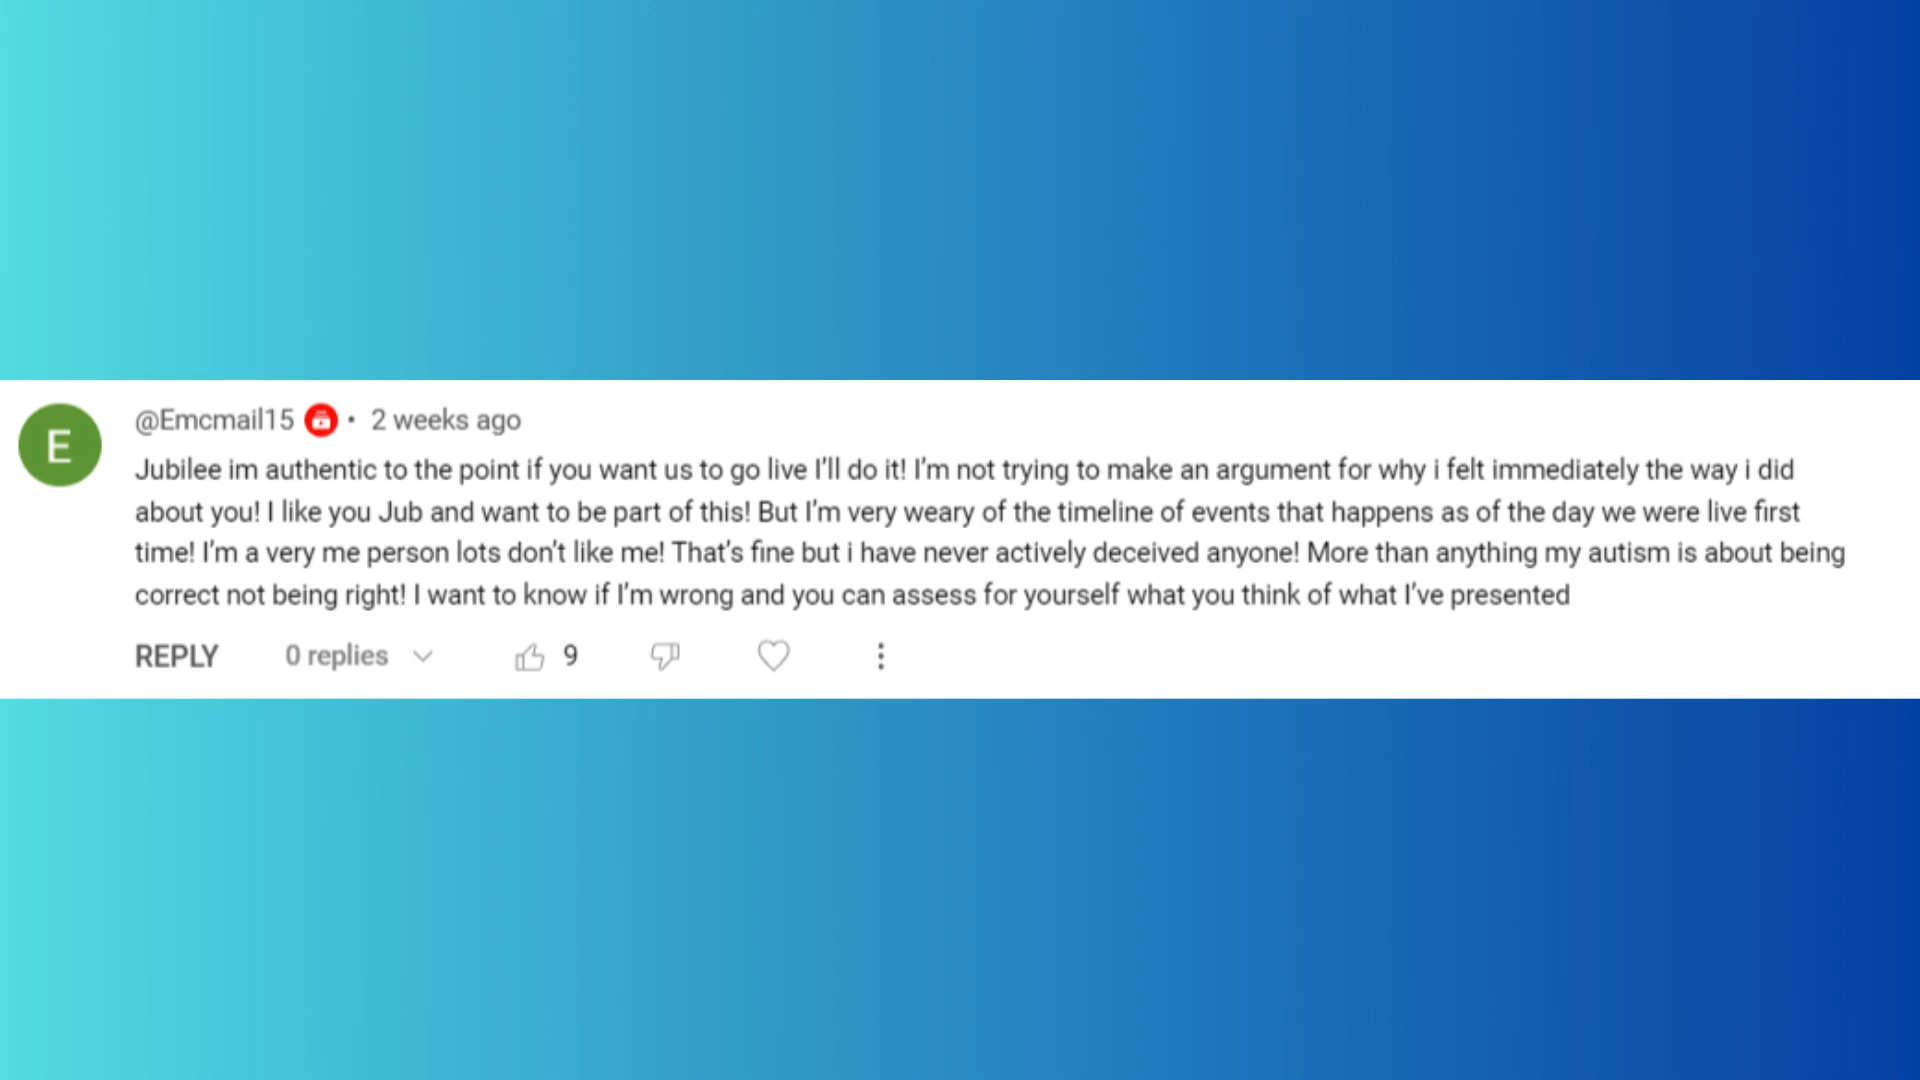 E
@Emcmail15 • 2 weeks ago
Jubilee im authentic to the point if you want us to go live I'll do it! I'm not trying to make an argument for why i felt immediately the way i did
about you! I like you Jub and want to be part of this! But I'm very weary of the timeline of events that happens as of the day we were live first
time! I'm a very me person lots don't like me! That's fine but i have never actively deceived anyone! More than anything my autism is about being
correct not being right! I want to know if I'm wrong and you can assess for yourself what you think of what I've presented
REPLY 0 replies 9